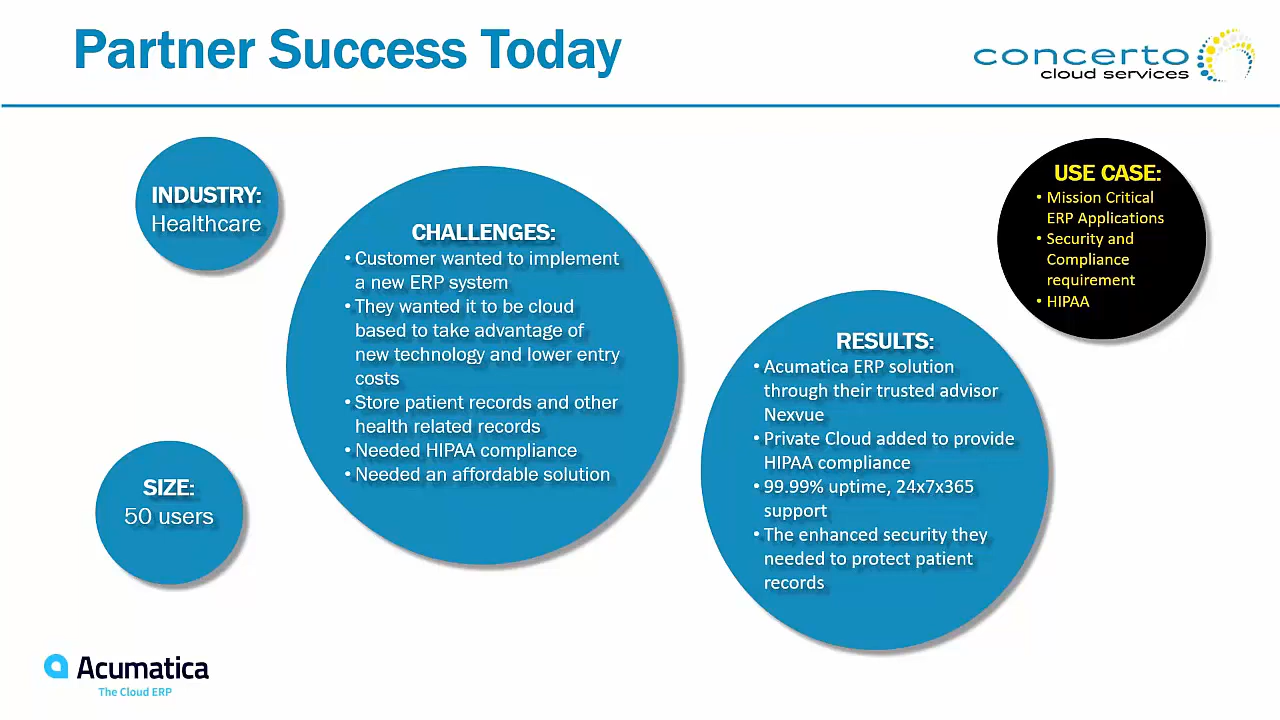 Partner Success Today
concerto
cloud services
INDUSTRY:
Healthcare
SIZE:
50 users
CHALLENGES:
• Customer wanted to implement
a new ERP system
• They wanted it to be cloud
based to take advantage of
new technology and lower entry
costs
• Store patient records and other
health related records
• Needed HIPAA compliance
• Needed an affordable solution
RESULTS:
• Acumatica ERP solution
through their trusted advisor
Nexvue
• Private Cloud added to provide
HIPAA compliance
• 99.99% uptime, 24x7x365
support
• The enhanced security they
needed to protect patient
records
USE CASE:
• Mission Critical
ERP Applications
• Security and
Compliance
requirement
• HIPAA
Acumatica
The Cloud ERP